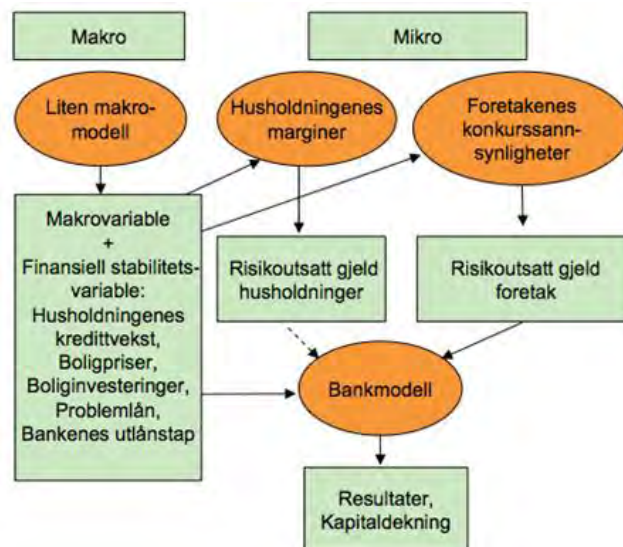 Makro
Mikro
Liten makro-
modell
Husholdningenes
marginer
Foretakenes
konkurssann-
synligheter
Makrovariable
+
Finansiell stabilitets-
variable:
Husholdningenes
kredittvekst,
Boligpriser,
Boliginvesteringer,
Problemlån,
Bankenes utlånstap
Risikoutsatt gjeld
husholdninger
Risikoutsatt gjeld
foretak
Bankmodell
Resultater,
Kapitaldekning